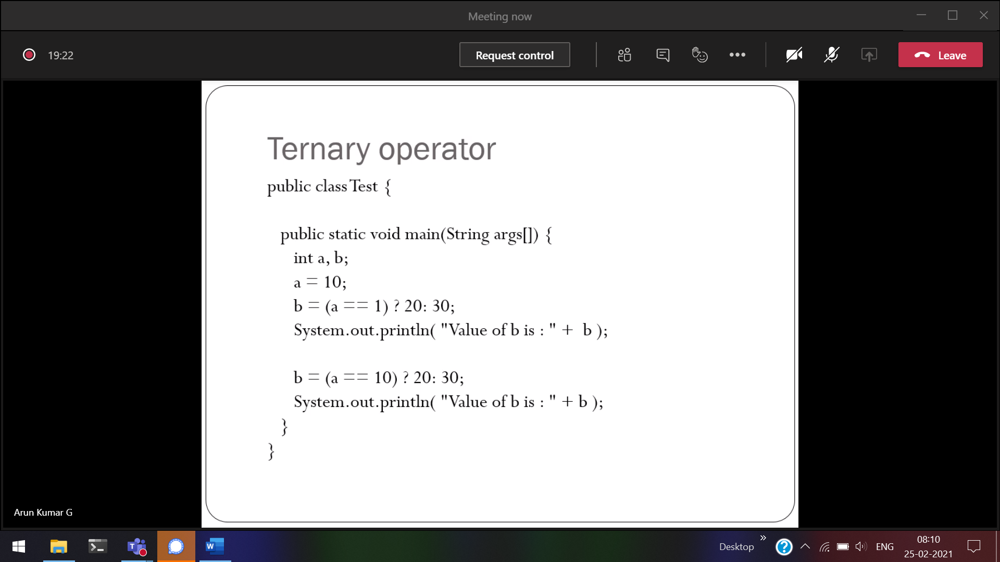 Meeting now
19:22
Request control
Leave
Ternary operator
public class Test {
public static void main(String args[]) {
int a, b;
a = 10;
b = (a == 1) ? 20: 30;
System.out.println( "Value of b is : " +  b );
b = (a == 10) ? 20: 30;
System.out.println( "Value of b is : " + b );
}
}
Arun Kumar G
Desktop
ENG
08:10
25-02-2021